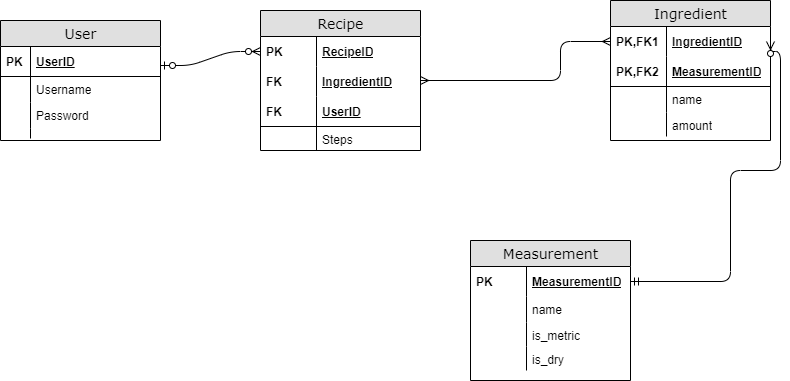 User
PK UserID
Username
Password
Recipe
PK RecipeID
FK IngredientID
FK UserID
Steps
Ingredient
PK,FK1 IngredientID
PK,FK2 MeasurementID
name
amount
Measurement
PK MeasurementID
name
is_metric
is_dry